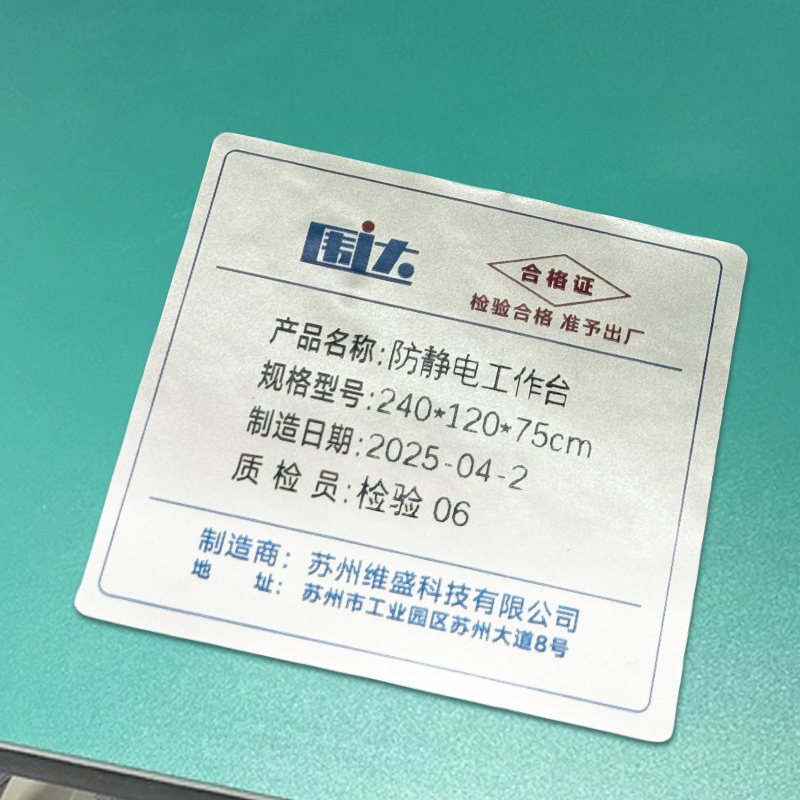 围达
合格证
检验合格 准予出厂
产品名称:防静电工作台
规格型号:240*120*75cm
制造日期:2025-04-2
质 检 员:检验 06
制造商: 苏州维盛科技有限公司
地 址: 苏州市工业园区苏州大道8号